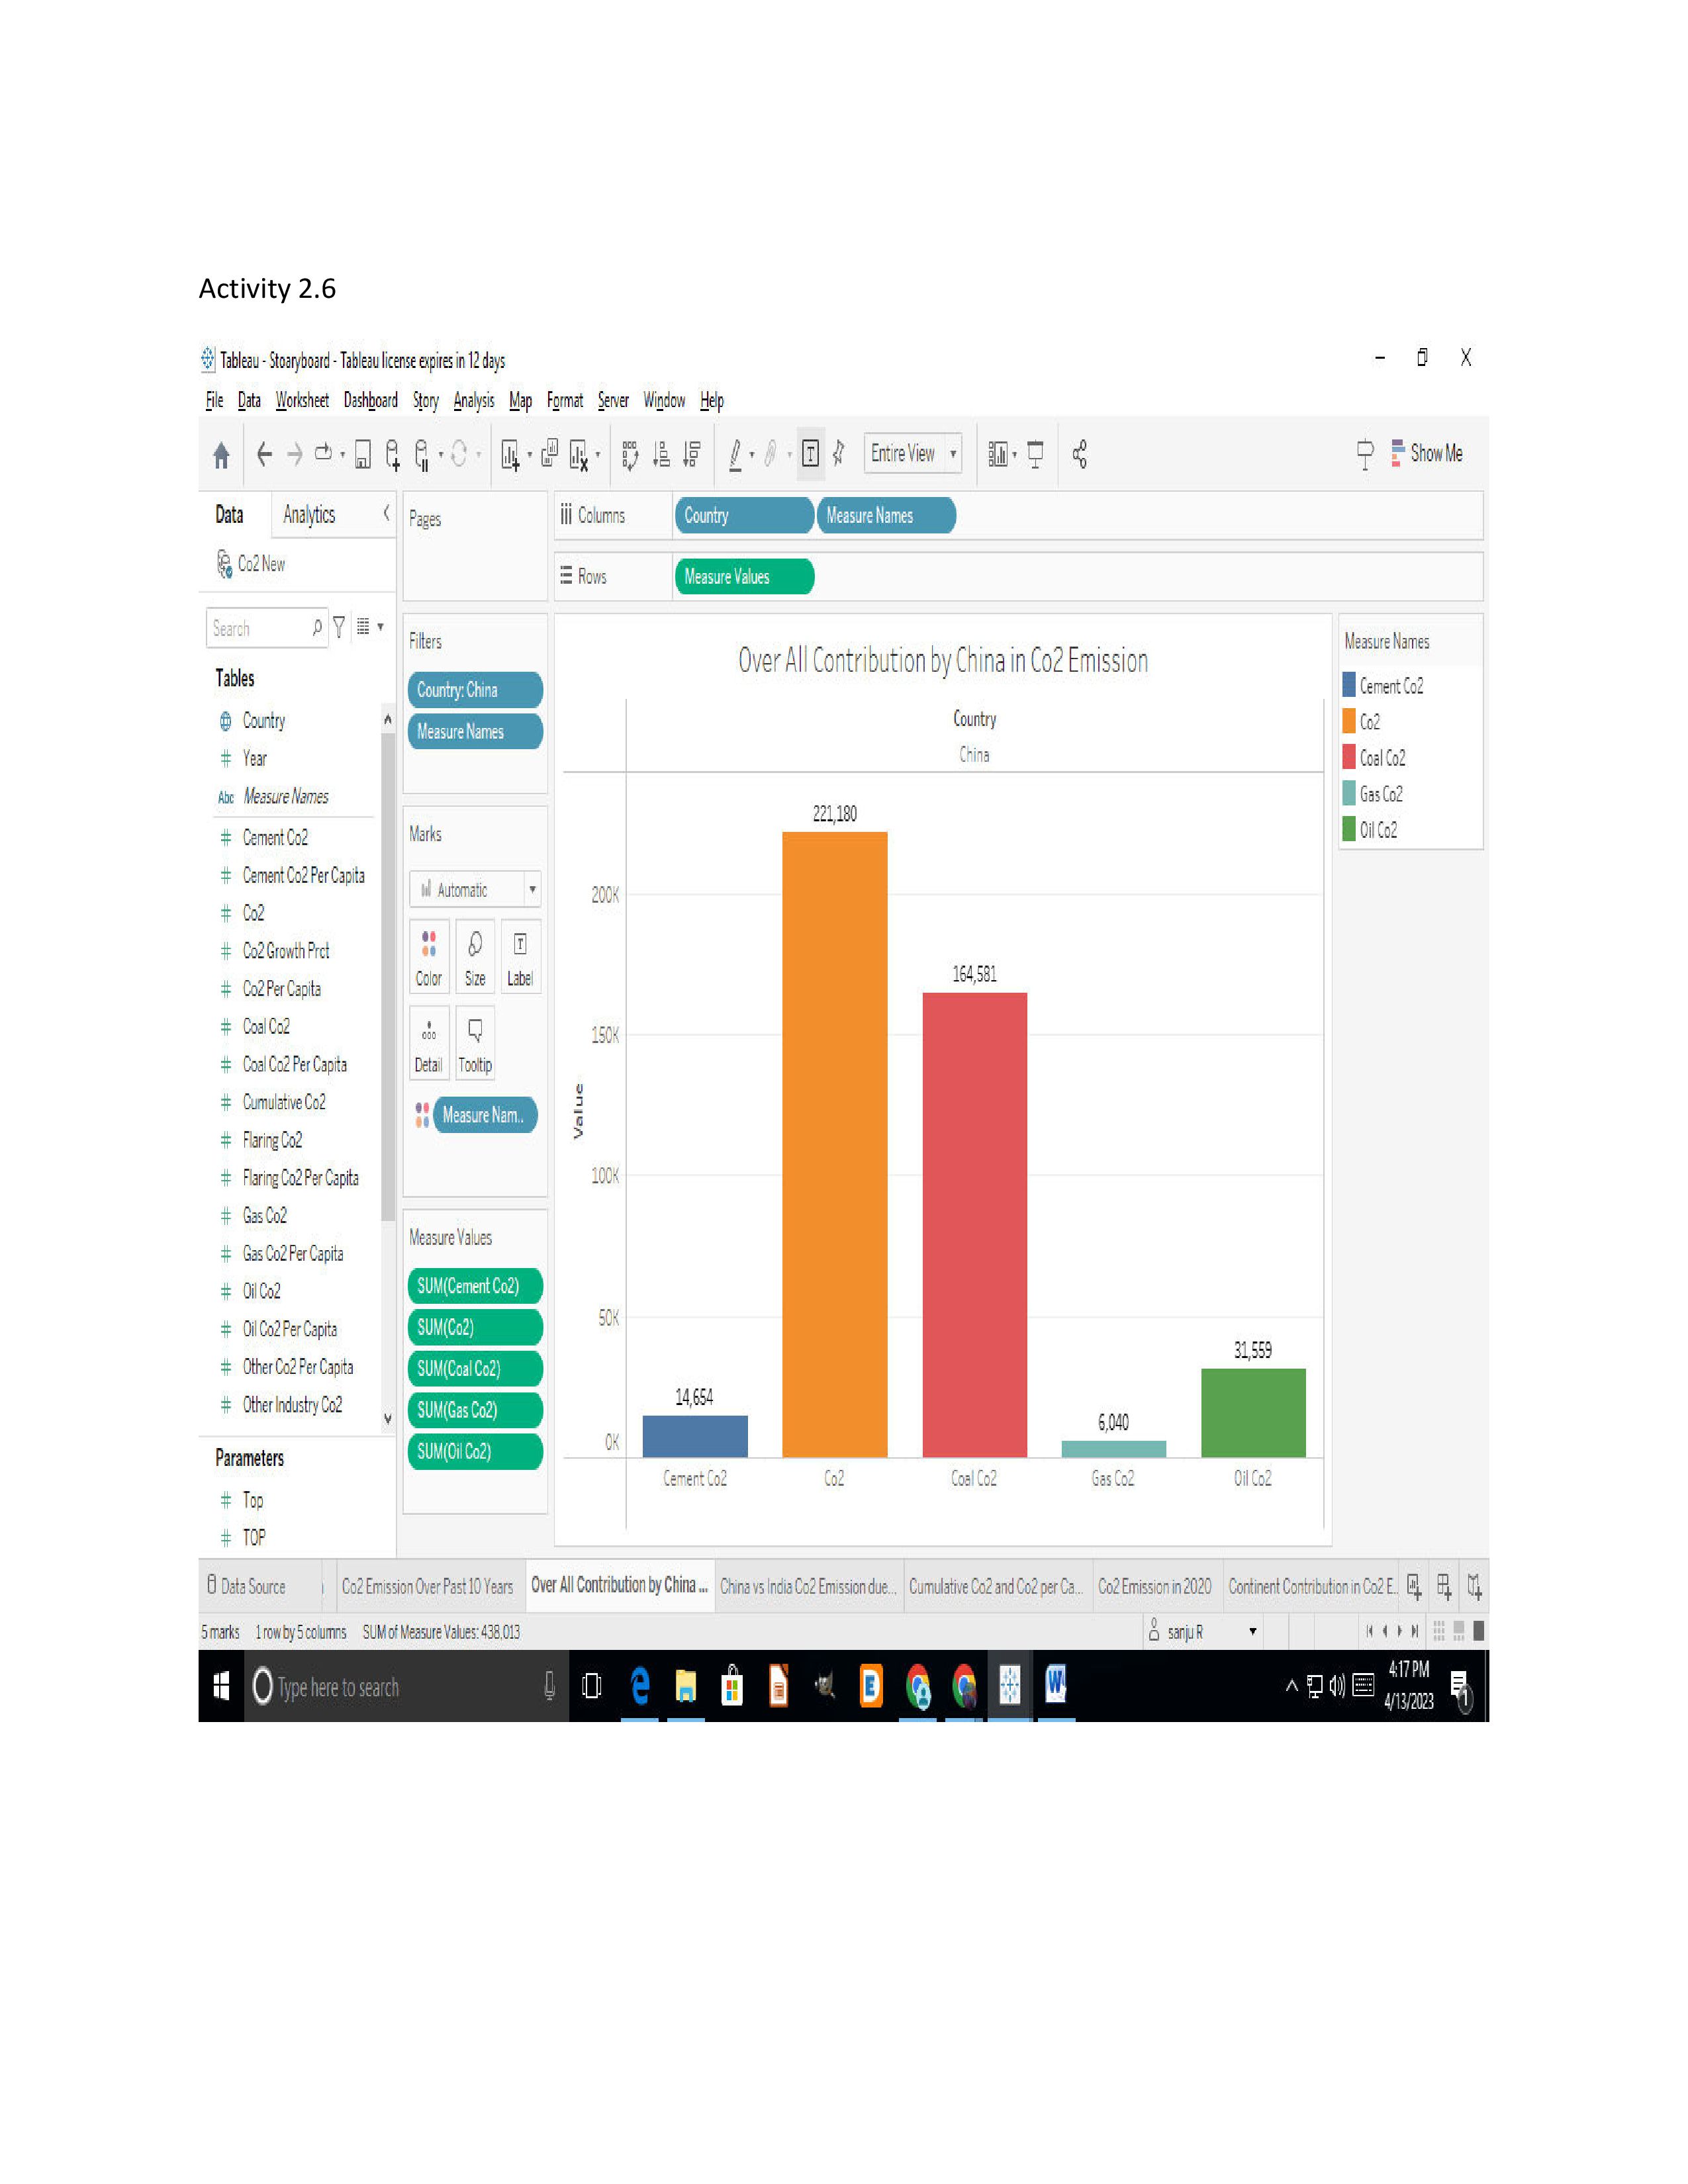 Activity 2.6
Tableau - Stoaryboard - Tableau license expires in 12 days
File Data Worksheet Dashboard Story Analysis Map Format Server Window Help
Entire View
Show Me
Data Analytics
Co2 New
Search
Tables
Country
Year
Abc Measure Names
Cement Co2
Cement Co2 Per Capita
Co2
Co2 Growth Prct
Co2 Per Capita
Coal Co2
Coal Co2 Per Capita
Cumulative Co2
Flaring Co2
Flaring Co2 Per Capita
Gas Co2
Gas Co2 Per Capita
Oil Co2
Oil Co2 Per Capita
Other Co2 Per Capita
Other Industry Co2
Parameters
Top
TOP
Pages
Filters
Country: China
Measure Names
Marks
Automatic
Color Size Label
Detail Tooltip
Measure Nam..
Measure Values
SUM(Cement Co2)
SUM(Co2)
SUM(Coal Co2)
SUM(Gas Co2)
SUM(Oil Co2)
Columns Country Measure Names
Rows Measure Values
Over All Contribution by China in Co2 Emission
Country
China
221,180
200K
164,581
150K
Value
100K
50K
31,559
14,654
6,040
0K
Cement Co2 Co2 Coal Co2 Gas Co2 Oil Co2
Measure Names
Cement Co2
Co2
Coal Co2
Gas Co2
Oil Co2
Data Source Co2 Emission Over Past 10 Years Over All Contribution by China ... China vs India Co2 Emission due... Cumulative Co2 and Co2 per Ca... Co2 Emission in 2020 Continent Contribution in Co2 E..
5 marks 1 row by 5 columns SUM of Measure Values: 438,013 sanju R
Type here to search
4:17 PM
4/13/2023
1